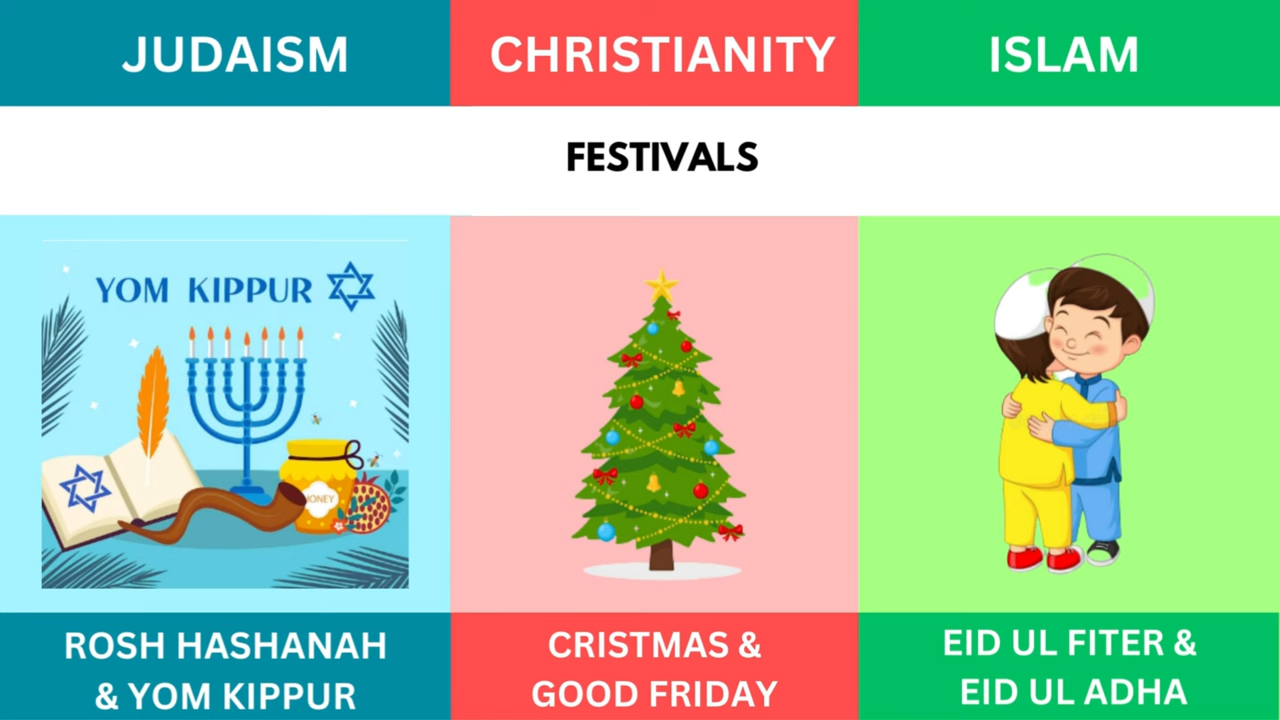 JUDAISM
CHRISTIANITY
ISLAM
FESTIVALS
YOM KIPPUR
HONEY
ROSH HASHANAH
& YOM KIPPUR
CRISTMAS &
GOOD FRIDAY
EID UL FITER &
EID UL ADHA